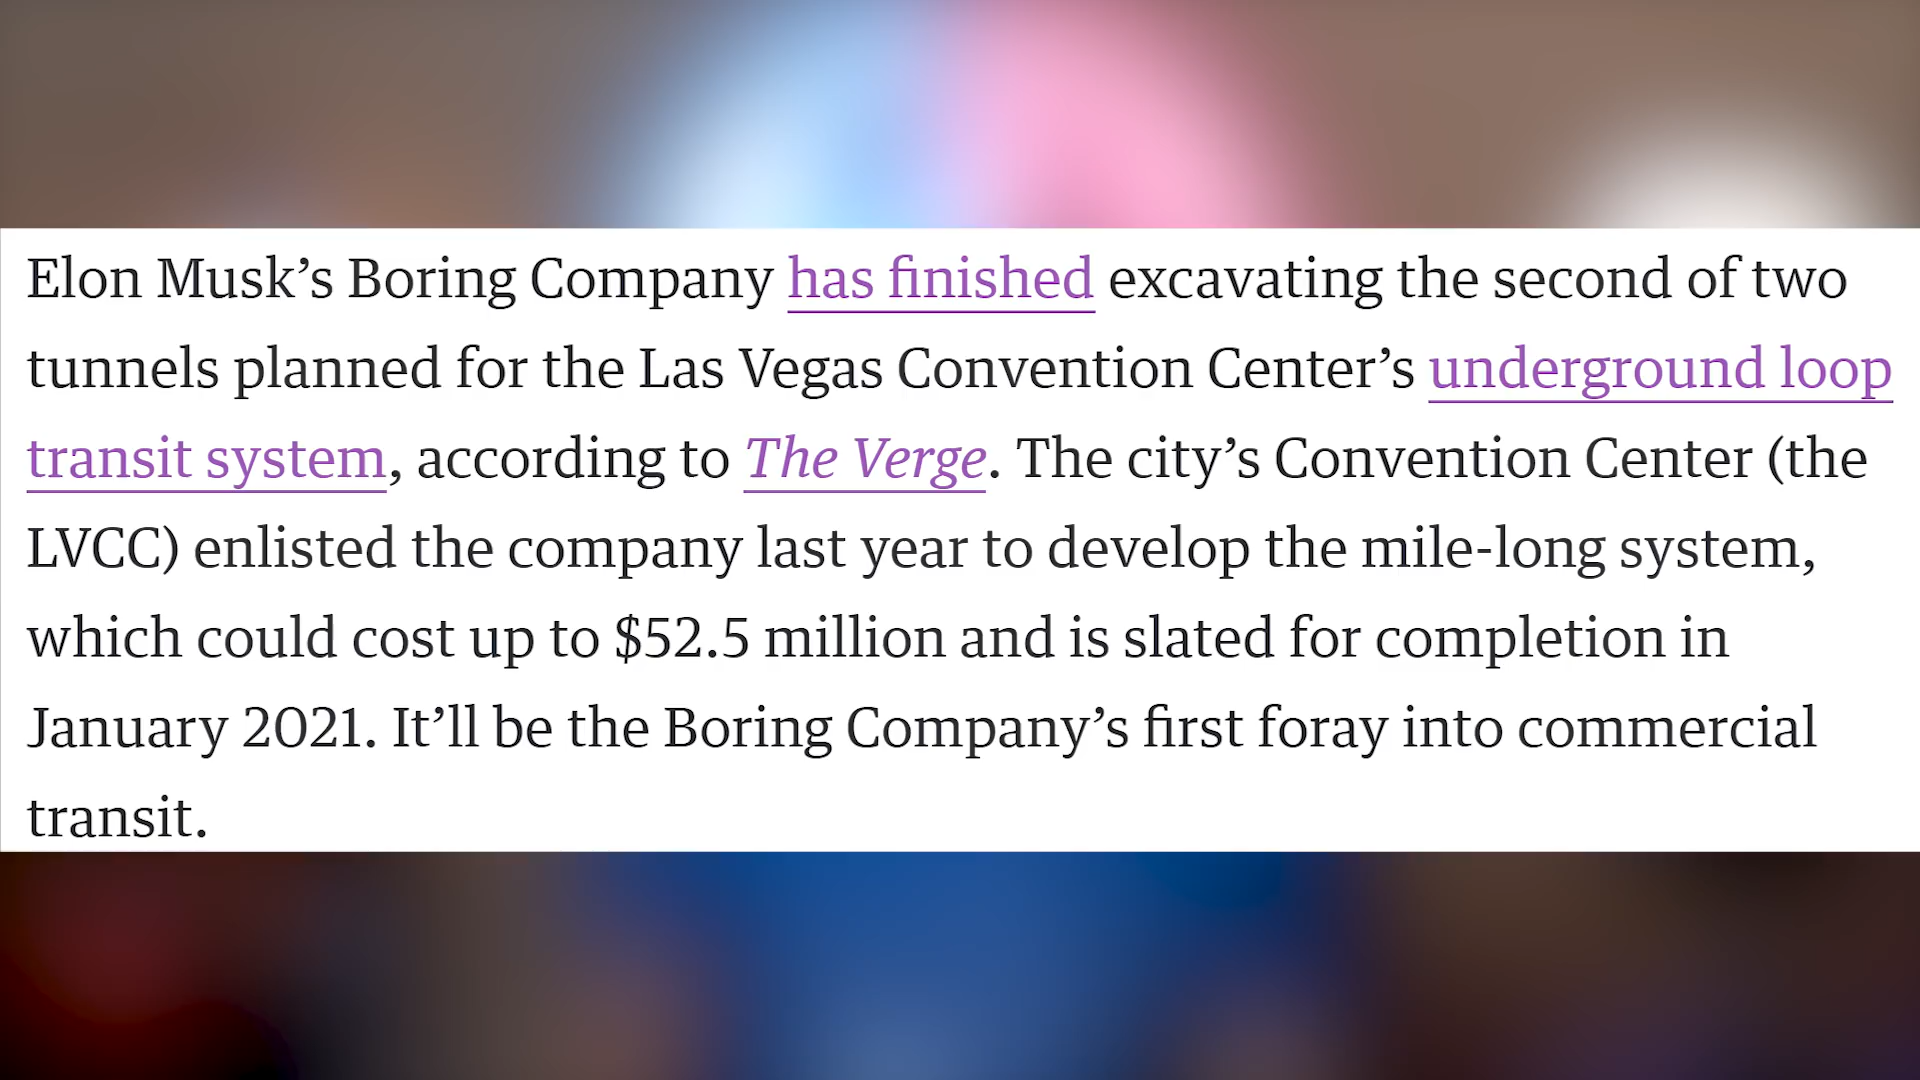 Elon Musk’s Boring Company has finished excavating the second of two
tunnels planned for the Las Vegas Convention Center’s underground loop
transit system, according to The Verge. The city’s Convention Center (the
LVCC) enlisted the company last year to develop the mile-long system,
which could cost up to $52.5 million and is slated for completion in
January 2021. It’ll be the Boring Company’s first foray into commercial
transit.